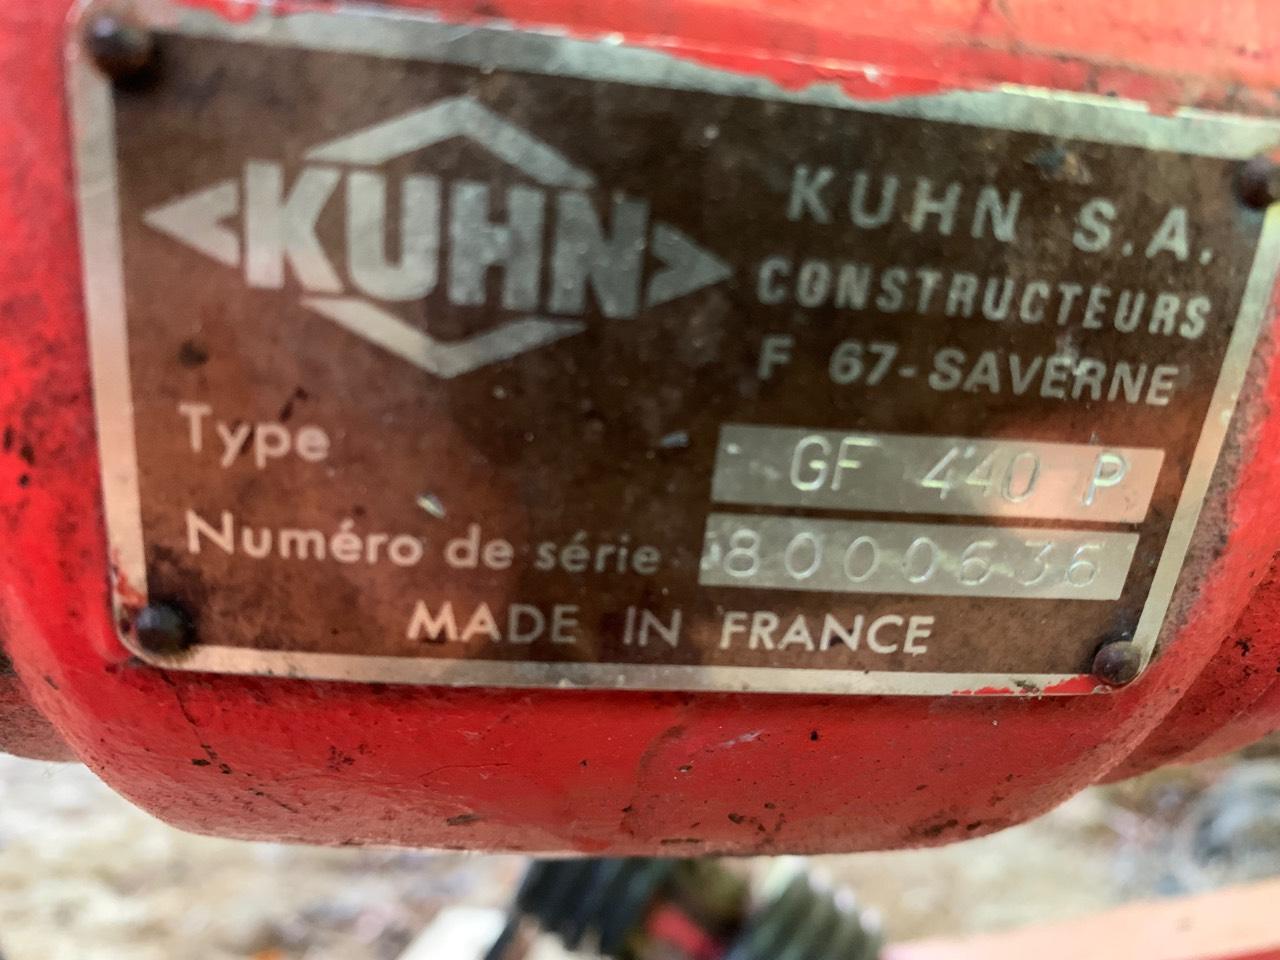 KUHN
KUHN S.A.
CONSTRUCTEURS
F 67-SAVERNE
Type GF 440 P
Numéro de série 8000636
MADE IN FRANCE